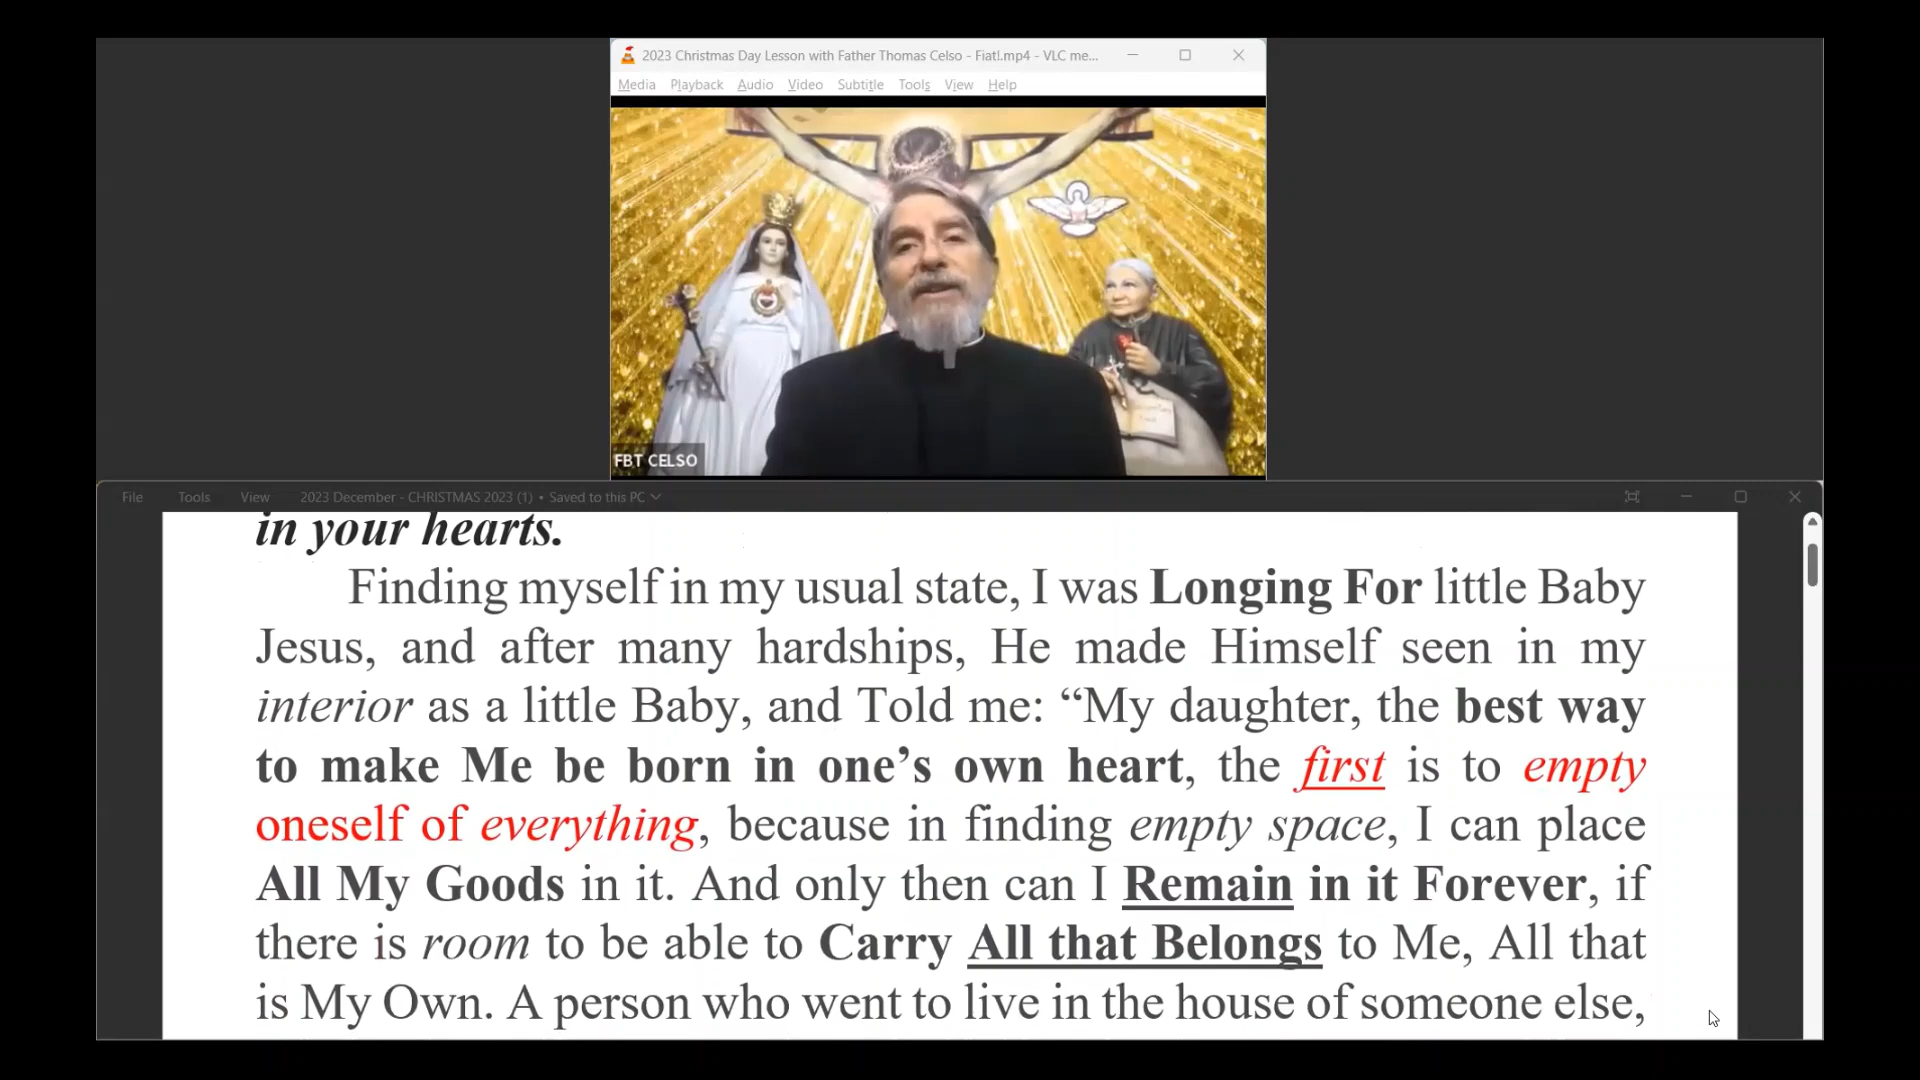 2023 Christmas Day Lesson with Father Thomas Celso - Fiat!.mp4 - VLC me...
Media Playback Audio Video Subtitle Tools View Help
FBT CELSO
File Tools View 2023 December - CHRISTMAS 2023 (1) • Saved to this PC
in your hearts.
Finding myself in my usual state, I was Longing For little Baby
Jesus, and after many hardships, He made Himself seen in my
interior as a little Baby, and Told me: “My daughter, the best way
to make Me be born in one’s own heart, the first is to empty
oneself of everything, because in finding empty space, I can place
All My Goods in it. And only then can I Remain in it Forever, if
there is room to be able to Carry All that Belongs to Me, All that
is My Own. A person who went to live in the house of someone else,